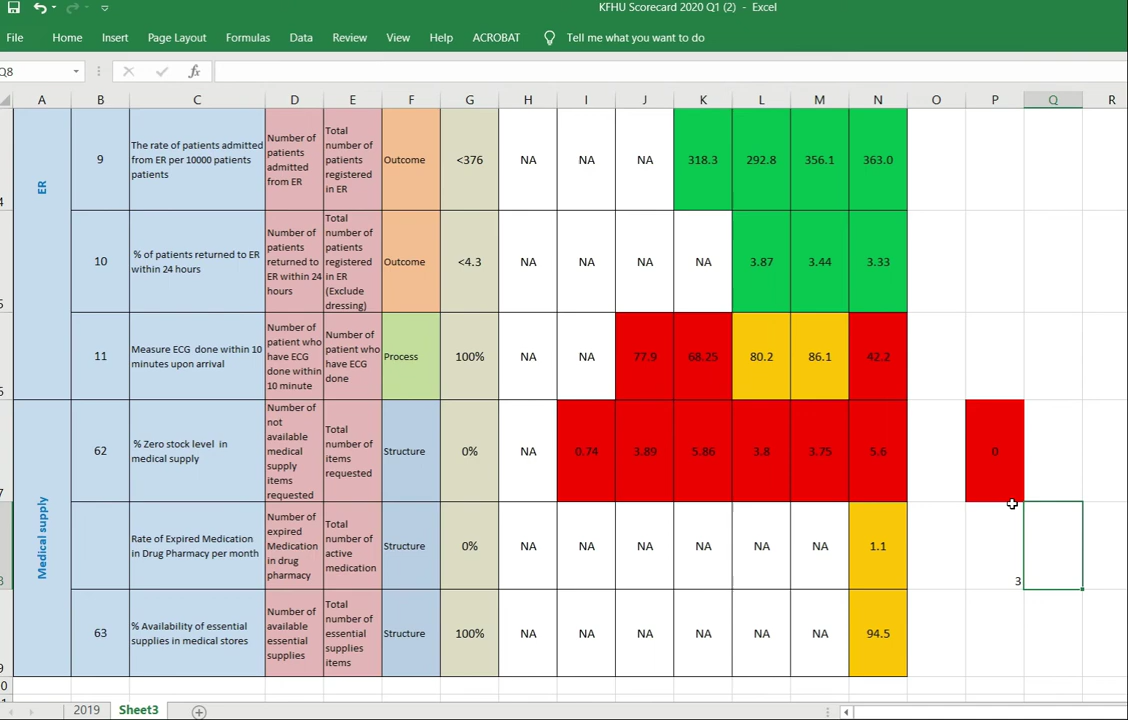 KFHU Scorecard 2020 Q1 (2) - Excel
File Home Insert Page Layout Formulas Data Review View Help ACROBAT Tell me what you want to do
Q8 fx
A B C D E F G H I J K L M N O P Q R
4
ER
9
The rate of patients admitted
from ER per 10000 patients
patients
Number of
patients
admitted
from ER
Total
number of
patients
registered
in ER
Outcome
<376
NA NA NA 318.3 292.8 356.1 363.0
5
10
% of patients returned to ER
within 24 hours
Number of
patients
returned to
ER within 24
hours
Total
number of
patients
registered
in ER
(Exclude
dressing)
Outcome
<4.3
NA NA NA NA 3.87 3.44 3.33
6
11
Measure ECG done within 10
minutes upon arrival
Number of
patient who
have ECG
done within
10 minute
Number of
patient who
have ECG
done
Process
100%
NA NA 77.9 68.25 80.2 86.1 42.2
7
Medical supply
62
% Zero stock level in
medical supply
Number of
not
available
medical
supply
items
requested
Total
number of
items
requested
Structure
0%
NA 0.74 3.89 5.86 3.8 3.75 5.6 0
8
Rate of Expired Medication
in Drug Pharmacy per month
Number of
expired
Medication
in drug
pharmacy
Total
number of
active
medication
Structure
0%
NA NA NA NA NA NA 1.1 3
9
63
% Availability of essential
supplies in medical stores
Number of
available
essential
supplies
Total
number of
essential
supplies
items
Structure
100%
NA NA NA NA NA NA 94.5
0
2019 Sheet3